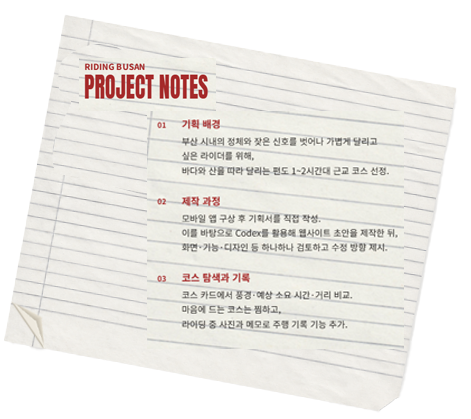 RIDING BUSAN
PROJECT NOTES
01 기획 배경
부산 시내의 정체와 잦은 신호를 벗어나 가볍게 달리고
싶은 라이더를 위해,
바다와 산을 따라 달리는 편도 1~2시간대 근교 코스 선정.
02 제작 과정
모바일 앱 구상 후 기획서를 직접 작성.
이를 바탕으로 Codex를 활용해 웹사이트 초안을 제작한 뒤,
화면·기능·디자인 등 하나하나 검토하고 수정 방향 제시.
03 코스 탐색과 기록
코스 카드에서 풍경·예상 소요 시간·거리 비교.
마음에 드는 코스는 찜하고,
라이딩 중 사진과 메모로 주행 기록 기능 추가.